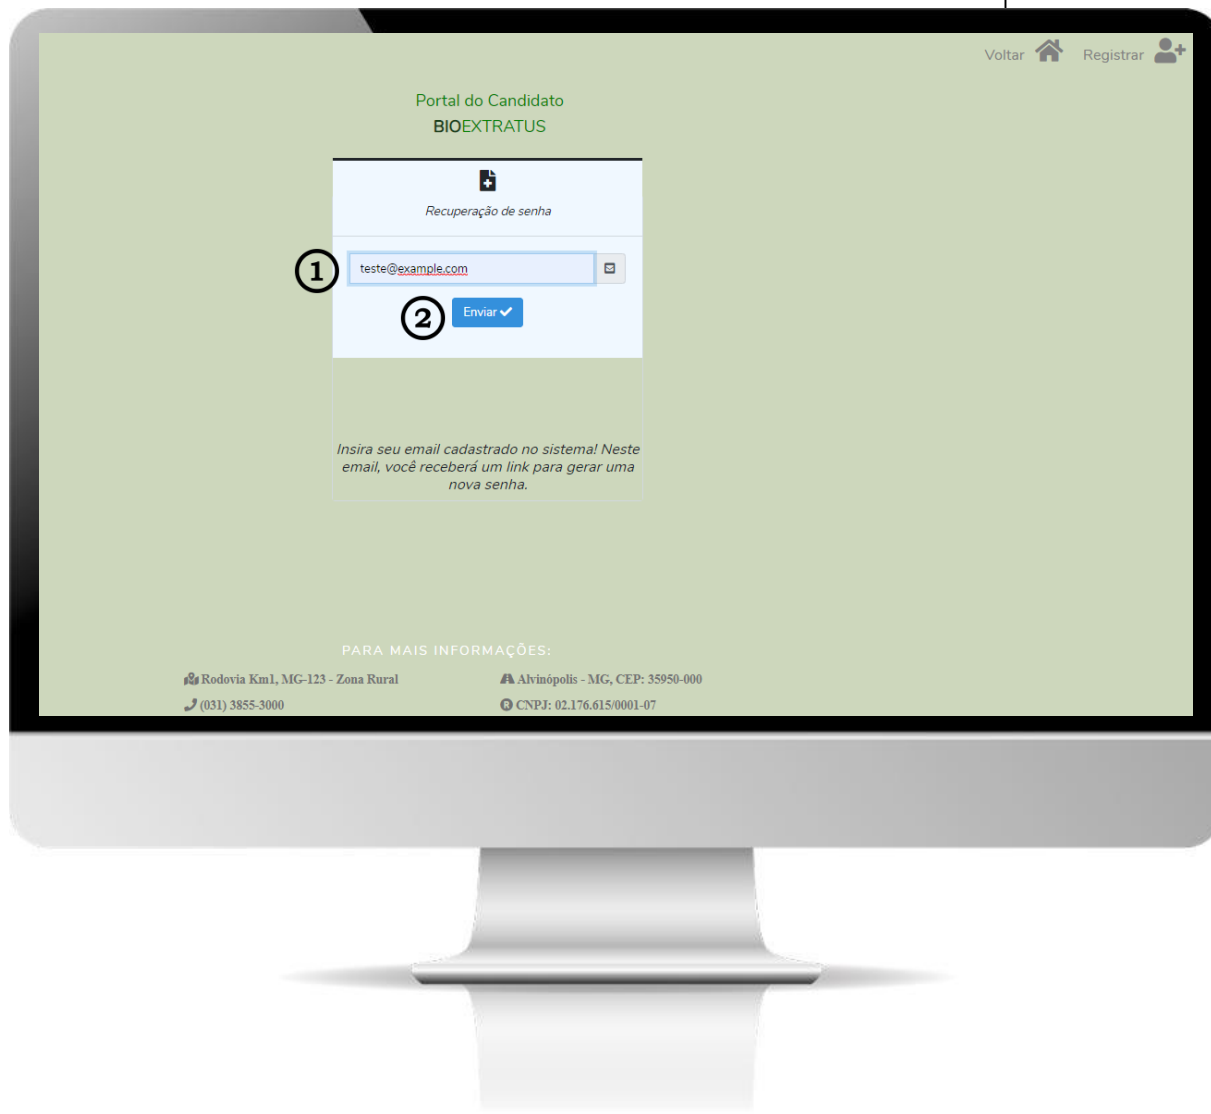 Voltar Registrar
Portal do Candidato
BIOEXTRATUS
Recuperação de senha
1 teste@example.com
2 Enviar
Insira seu email cadastrado no sistema! Neste
email, você receberá um link para gerar uma
nova senha.
PARA MAIS INFORMAÇÕES:
Rodovia Km1, MG-123 - Zona Rural
Alvinópolis - MG, CEP: 35950-000
(031) 3855-3000
CNPJ: 02.176.615/0001-07